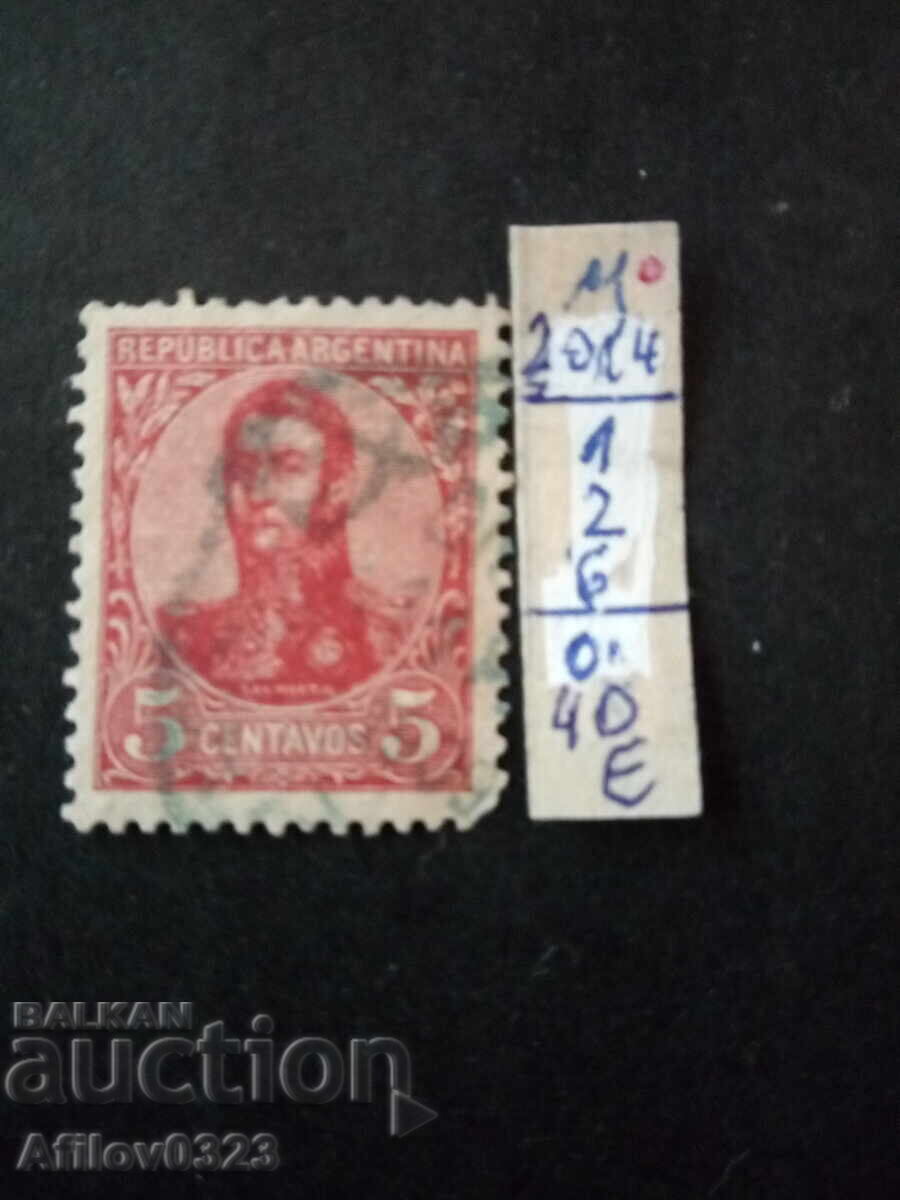 REPUBLICA ARGENTINA
SAN MARTIN
5 CENTAVOS 5
M
2014
1
2
6
0.
40
E
BALKAN
auction
Afilov0323